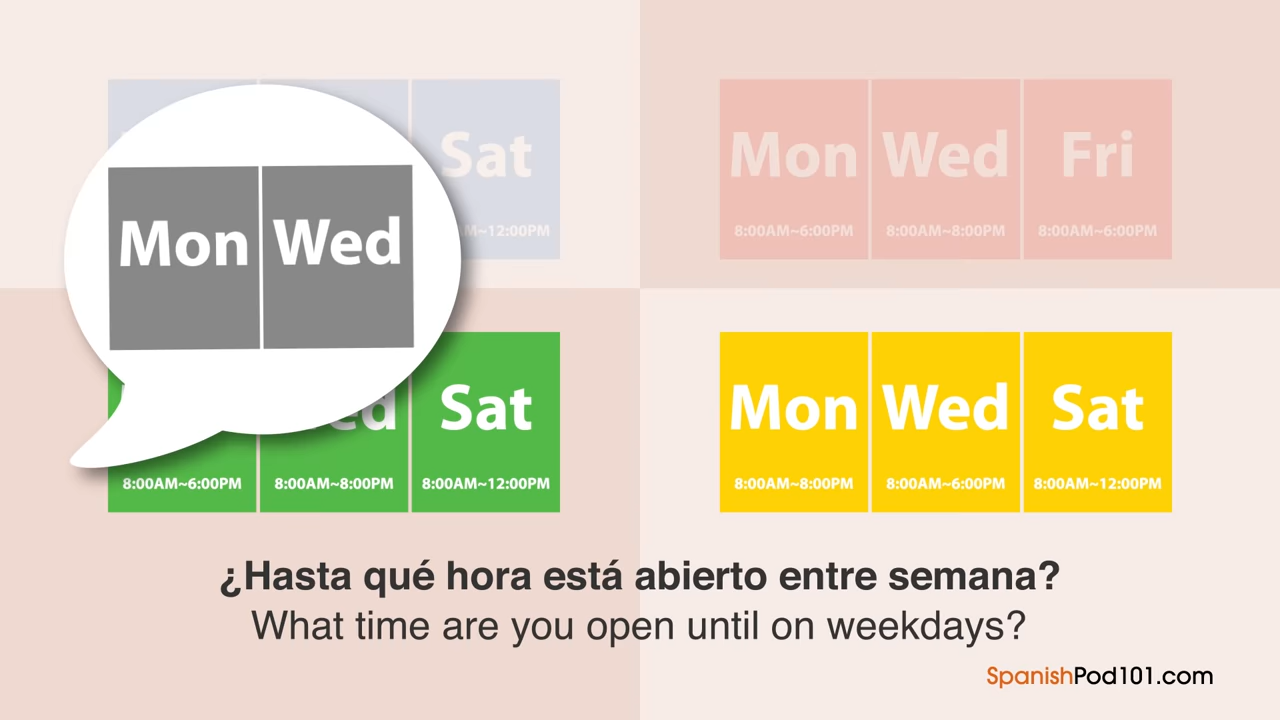 Sat
M~12:00PM
Mon Wed Fri
8:00AM~6:00PM 8:00AM~8:00PM 8:00AM~6:00PM
Mon Wed
ed Sat
8:00AM~6:00PM 8:00AM~8:00PM 8:00AM~12:00PM
Mon Wed Sat
8:00AM~8:00PM 8:00AM~6:00PM 8:00AM~12:00PM
¿Hasta qué hora está abierto entre semana?
What time are you open until on weekdays?
SpanishPod101.com